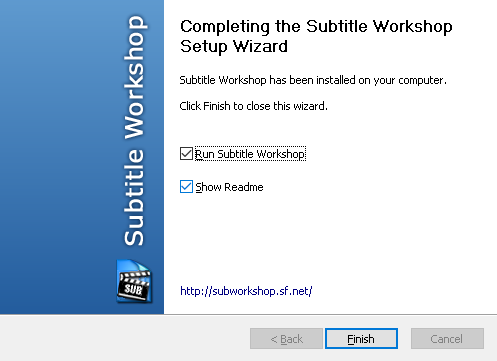 Subtitle Workshop
SUB
Completing the Subtitle Workshop
Setup Wizard
Subtitle Workshop has been installed on your computer.
Click Finish to close this wizard.
Run Subtitle Workshop
Show Readme
http://subworkshop.sf.net/
< Back
Finish
Cancel